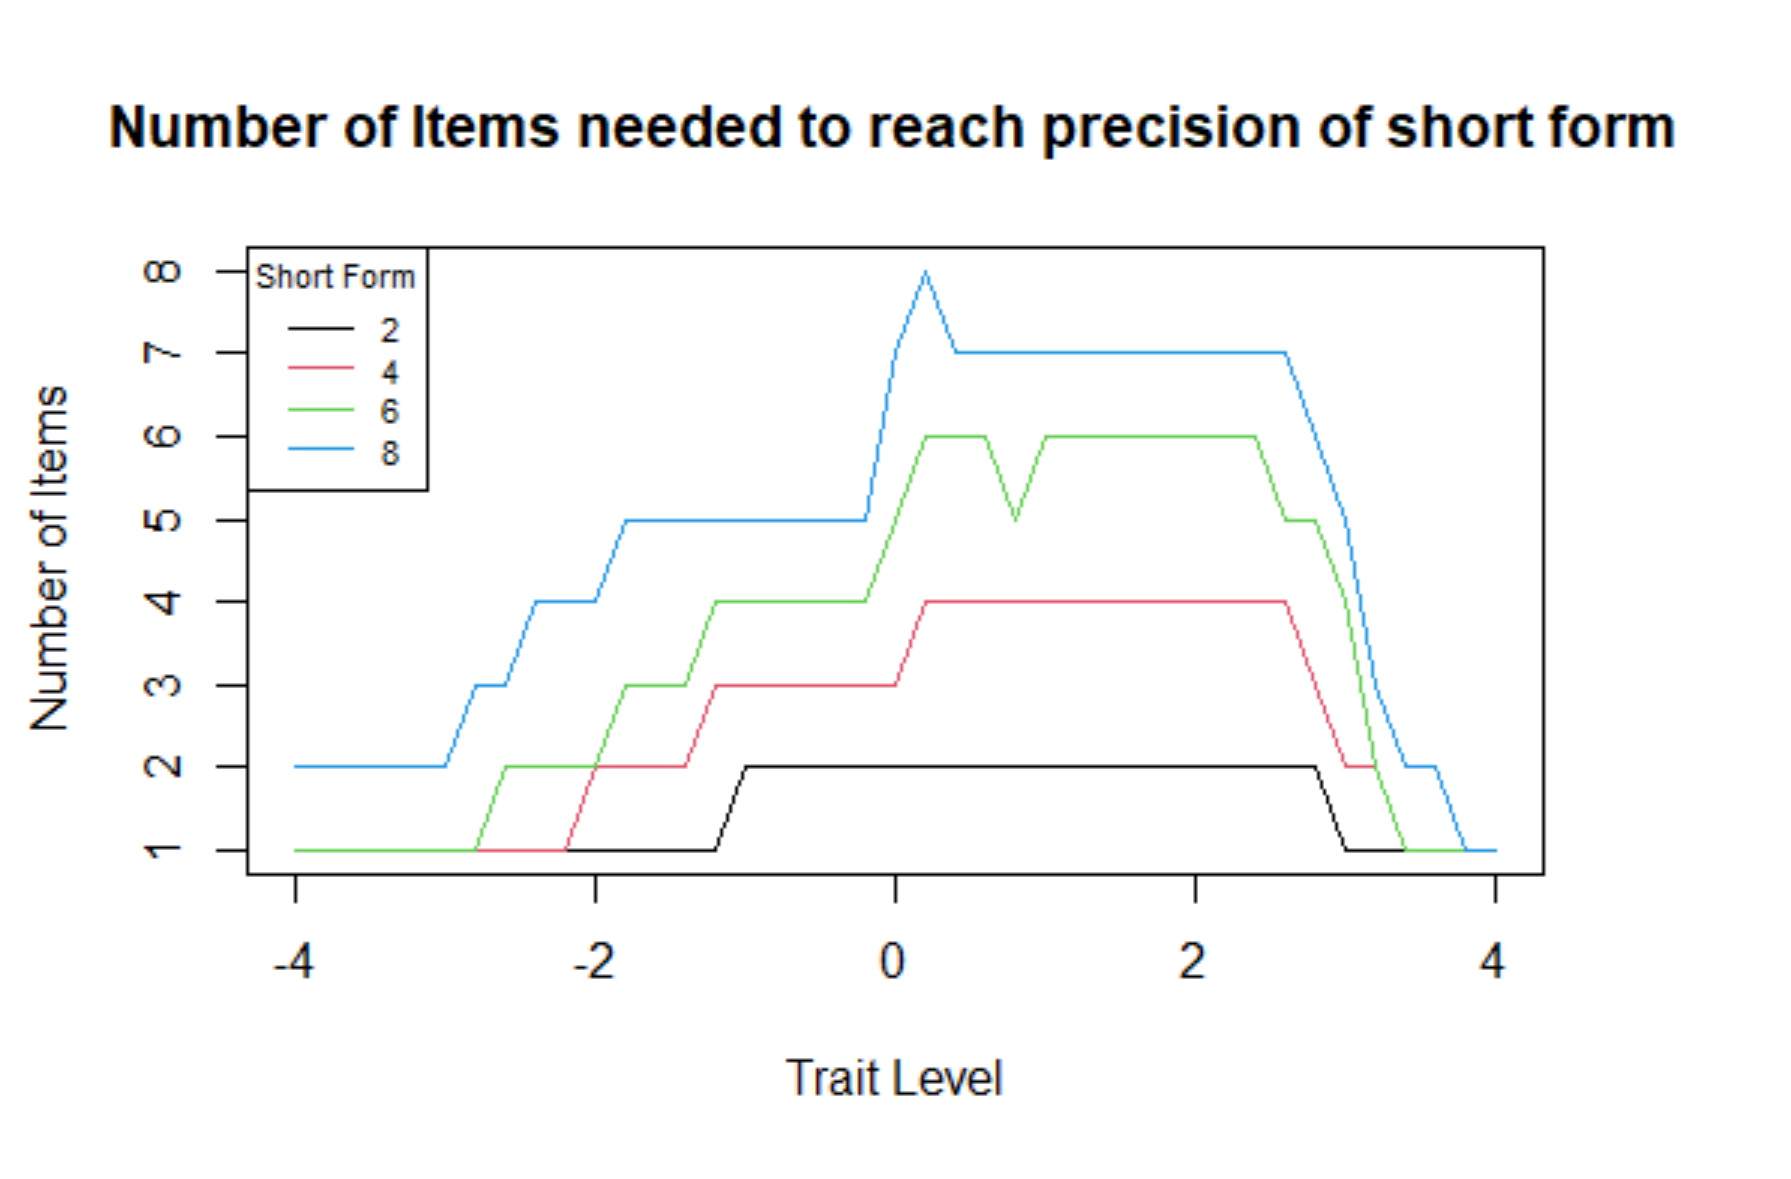 Number of Items needed to reach precision of short form
Short Form
2
4
6
8
8
7
6
5
4
3
2
1
Number of Items
-4 -2 0 2 4
Trait Level